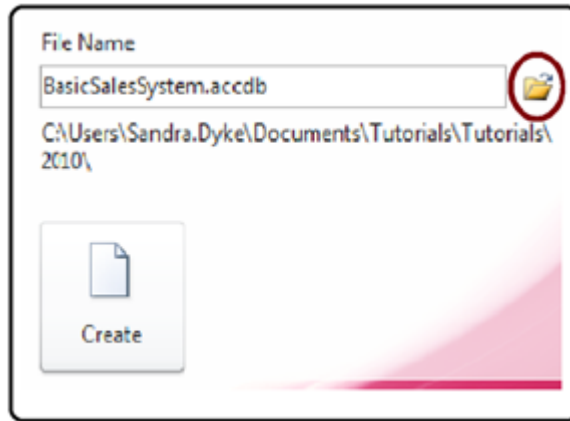 File Name
BasicSalesSystem.accdb
C:\Users\Sandra.Dyke\Documents\Tutorials\Tutorials\
2010\
Create